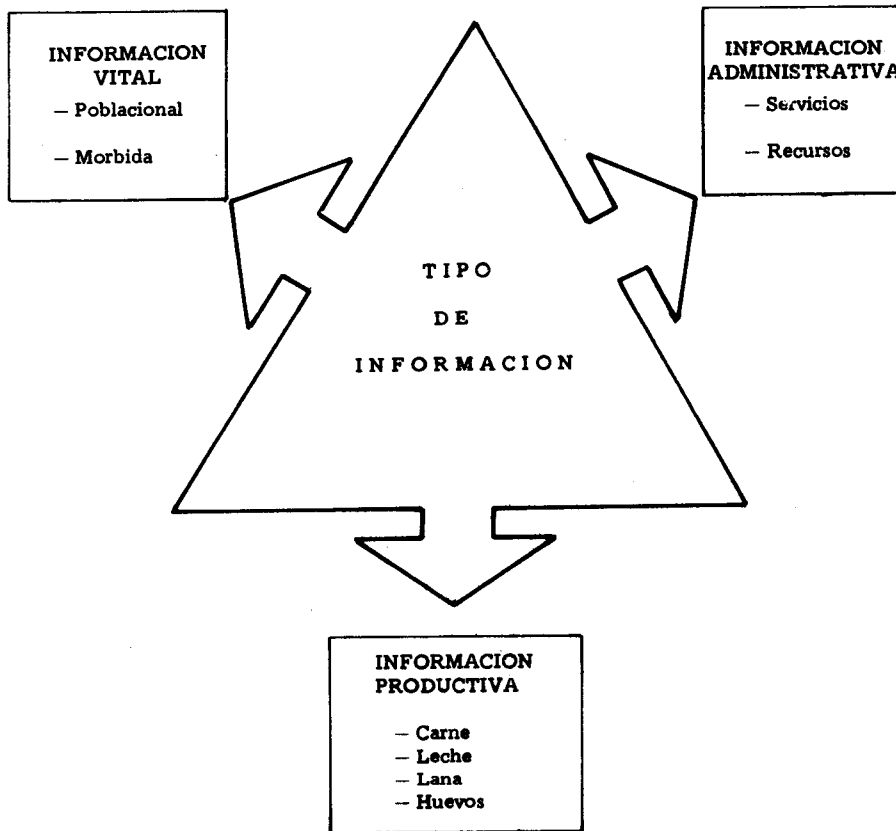 INFORMACION
VITAL
— Poblacional
— Morbida
INFORMACION
ADMINISTRATIVA
— Servicios
— Recursos
TIPO
DE
INFORMACION
INFORMACION
PRODUCTIVA
— Carne
— Leche
— Lana
— Huevos